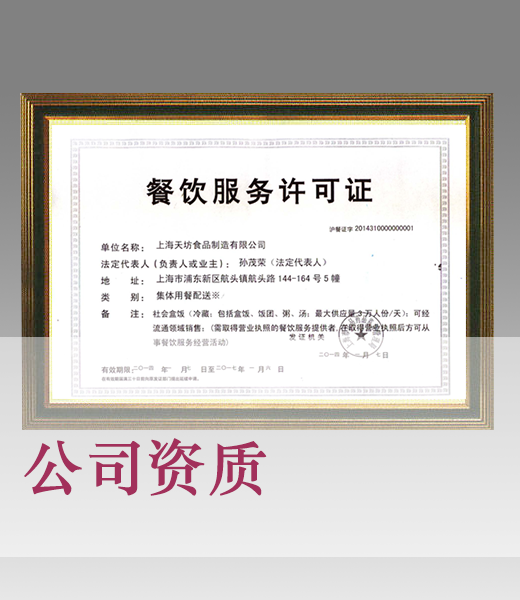 餐饮服务许可证
沪餐证字 2014310000000001
单位名称： 上海天坊食品制造有限公司
法定代表人（负责人或业主）： 孙茂荣（法定代表人）
地 址： 上海市浦东新区航头镇航头路 144-164 号 5 幢
类 别： 集体用餐配送※
备 注： 社会盒饭（冷藏；包括盒饭、饭团、粥、汤；最大供应量 3 万人份/天）；可经
流通领域销售；（需取得营业执照的餐饮服务提供者，在取得营业执照后方可从
事餐饮服务经营活动）
发证机关
二〇一四 年 一月 七日
有效期限：二〇一四 年 一月 日至二〇一七 年 一月 六日
公司资质